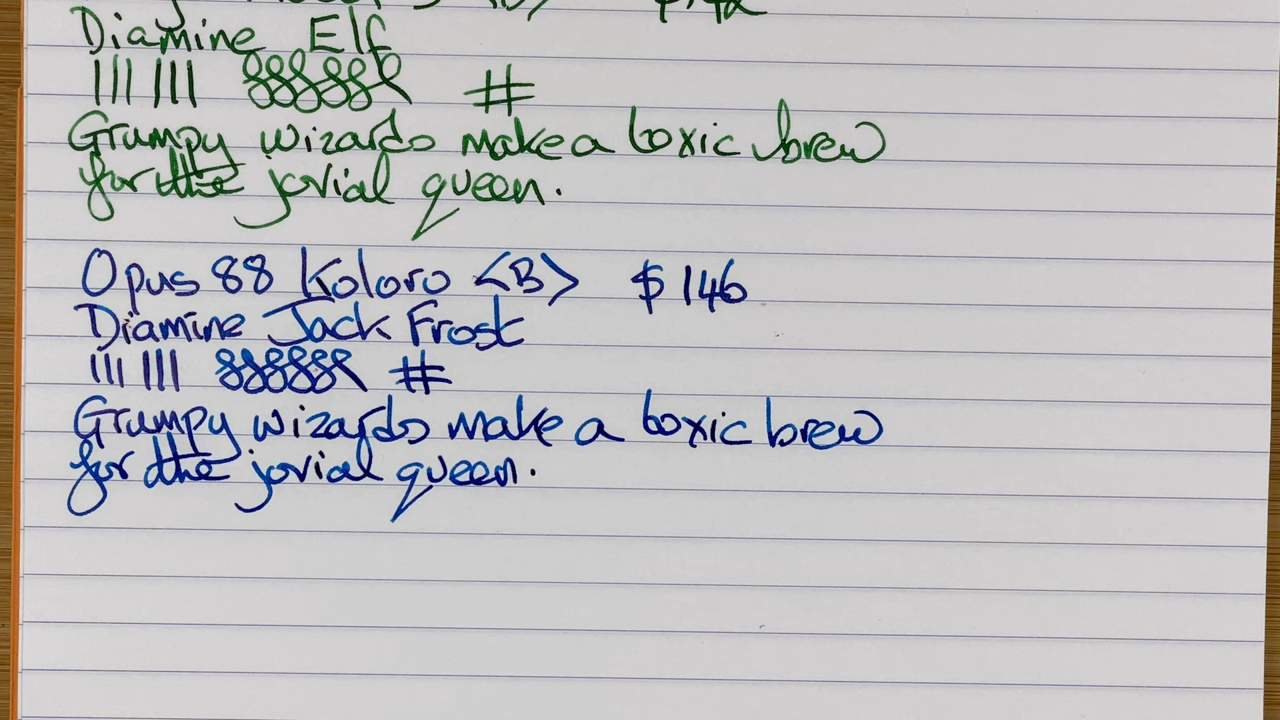 Diamine Elf
||| ||| 888888 #
Grumpy wizards make a toxic brew
for the jovial queen.
Opus 88 Koloro <B> $146
Diamine Jack Frost
||| ||| 888888 #
Grumpy wizards make a toxic brew
for the jovial queen.